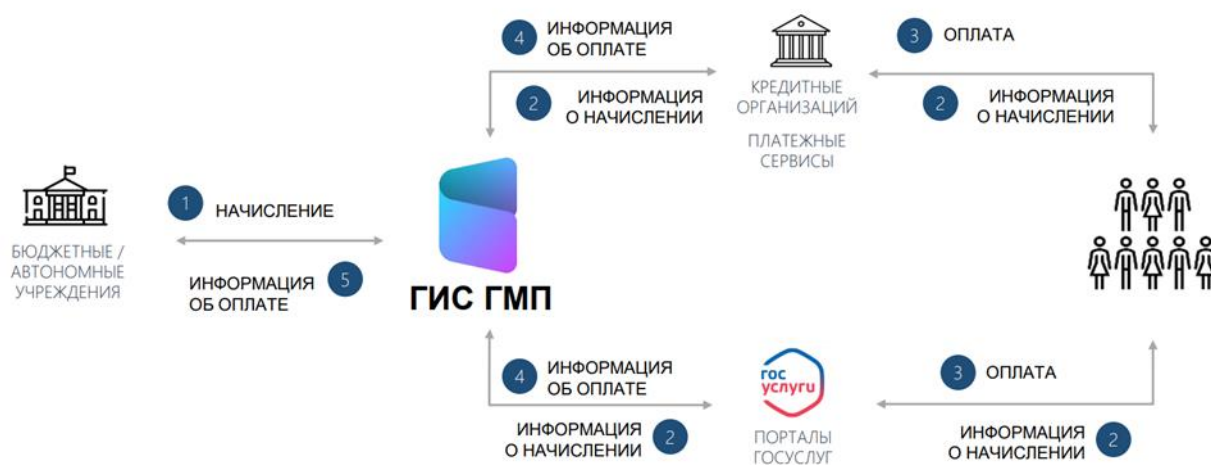 4
ИНФОРМАЦИЯ
ОБ ОПЛАТЕ
2
ИНФОРМАЦИЯ
О НАЧИСЛЕНИИ
КРЕДИТНЫЕ
ОРГАНИЗАЦИЙ
ПЛАТЕЖНЫЕ
СЕРВИСЫ
3
ОПЛАТА
2
ИНФОРМАЦИЯ
О НАЧИСЛЕНИИ
БЮДЖЕТНЫЕ /
АВТОНОМНЫЕ
УЧРЕЖДЕНИЯ
1
НАЧИСЛЕНИЕ
ИНФОРМАЦИЯ
ОБ ОПЛАТЕ
5
ГИС ГМП
4
ИНФОРМАЦИЯ
ОБ ОПЛАТЕ
ИНФОРМАЦИЯ
О НАЧИСЛЕНИИ
2
гос
услуги
ПОРТАЛЫ
ГОСУСЛУГ
3
ОПЛАТА
ИНФОРМАЦИЯ
О НАЧИСЛЕНИИ
2